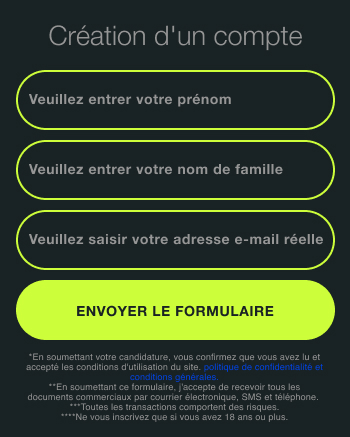 Création d'un compte
Veuillez entrer votre prénom
Veuillez entrer votre nom de famille
Veuillez saisir votre adresse e-mail réelle
ENVOYER LE FORMULAIRE
*En soumettant votre candidature, vous confirmez que vous avez lu et
accepté les conditions d'utilisation du site. politique de confidentialité et
conditions générales.
**En soumettant ce formulaire, j'accepte de recevoir tous les
documents commerciaux par courrier électronique, SMS et téléphone.
***Toutes les transactions comportent des risques.
****Ne vous inscrivez que si vous avez 18 ans ou plus.